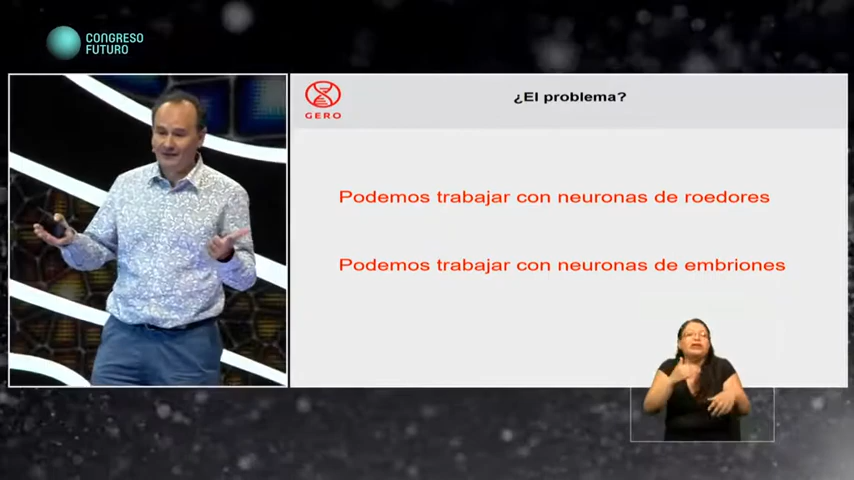 CONGRESO
FUTURO
GERO
¿El problema?
Podemos trabajar con neuronas de roedores
Podemos trabajar con neuronas de embriones